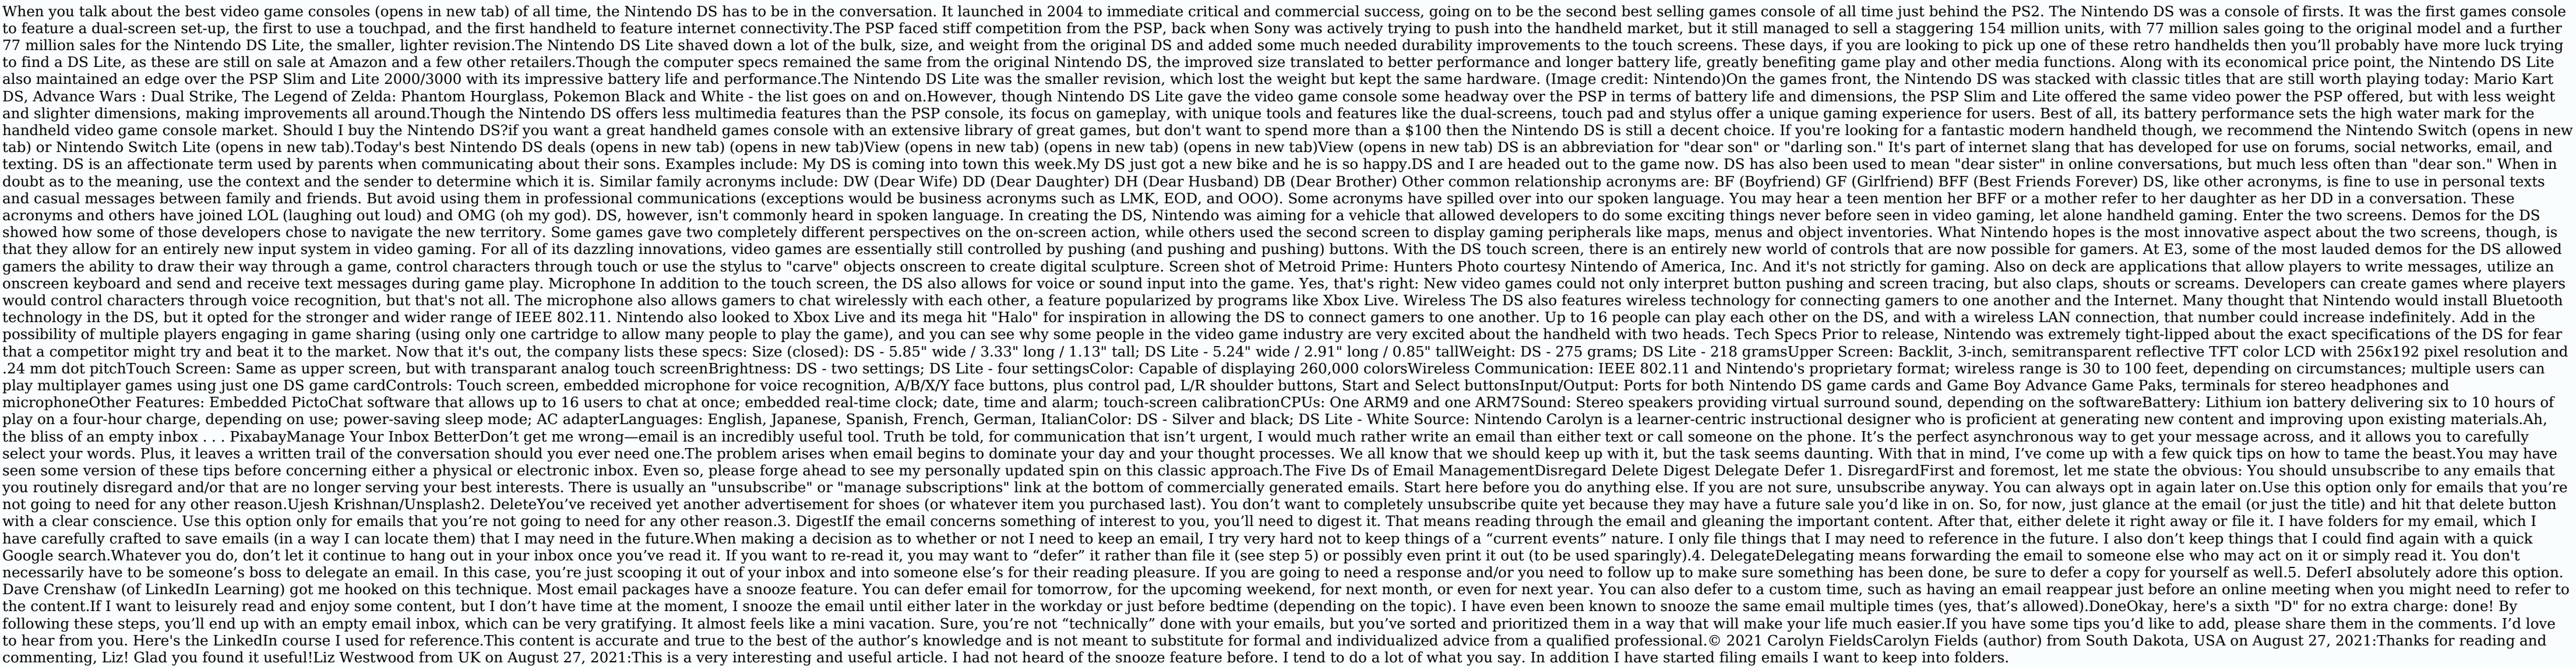 When you talk about the best video game consoles (opens in new tab) of all time, the Nintendo DS has to be in the conversation. It launched in 2004 to immediate critical and commercial success, going on to be the second best selling games console of all time just behind the PS2. The Nintendo DS was a console of firsts. It was the first games console
to feature a dual-screen set-up, the first to use a touchpad, and the first handheld to feature internet connectivity.The PSP faced stiff competition from the PSP, back when Sony was actively trying to push into the handheld market, but it still managed to sell a staggering 154 million units, with 77 million sales going to the original model and a further
77 million sales for the Nintendo DS Lite, the smaller, lighter revision.The Nintendo DS Lite shaved down a lot of the bulk, size, and weight from the original DS and added some much needed durability improvements to the touch screens. These days, if you are looking to pick up one of these retro handhelds then you’ll probably have more luck trying
to find a DS Lite, as these are still on sale at Amazon and a few other retailers.Though the computer specs remained the same from the original Nintendo DS, the improved size translated to better performance and longer battery life, greatly benefiting game play and other media functions. Along with its economical price point, the Nintendo DS Lite
also maintained an edge over the PSP Slim and Lite 2000/3000 with its impressive battery life and performance.The Nintendo DS Lite was the smaller revision, which lost the weight but kept the same hardware. (Image credit: Nintendo)On the games front, the Nintendo DS was stacked with classic titles that are still worth playing today: Mario Kart
DS, Advance Wars : Dual Strike, The Legend of Zelda: Phantom Hourglass, Pokemon Black and White - the list goes on and on.However, though Nintendo DS Lite gave the video game console some headway over the PSP in terms of battery life and dimensions, the PSP Slim and Lite offered the same video power the PSP offered, but with less weight
and slighter dimensions, making improvements all around.Though the Nintendo DS offers less multimedia features than the PSP console, its focus on gameplay, with unique tools and features like the dual-screens, touch pad and stylus offer a unique gaming experience for users. Best of all, its battery performance sets the high water mark for the
handheld video game console market. Should I buy the Nintendo DS?if you want a great handheld games console with an extensive library of great games, but don't want to spend more than a $100 then the Nintendo DS is still a decent choice. If you're looking for a fantastic modern handheld though, we recommend the Nintendo Switch (opens in new
tab) or Nintendo Switch Lite (opens in new tab).Today's best Nintendo DS deals (opens in new tab) (opens in new tab)View (opens in new tab) (opens in new tab) (opens in new tab)View (opens in new tab) DS is an abbreviation for "dear son" or "darling son." It's part of internet slang that has developed for use on forums, social networks, email, and
texting. DS is an affectionate term used by parents when communicating about their sons. Examples include: My DS is coming into town this week.My DS just got a new bike and he is so happy.DS and I are headed out to the game now. DS has also been used to mean "dear sister" in online conversations, but much less often than "dear son." When in
doubt as to the meaning, use the context and the sender to determine which it is. Similar family acronyms include: DW (Dear Wife) DD (Dear Daughter) DH (Dear Husband) DB (Dear Brother) Other common relationship acronyms are: BF (Boyfriend) GF (Girlfriend) BFF (Best Friends Forever) DS, like other acronyms, is fine to use in personal texts
and casual messages between family and friends. But avoid using them in professional communications (exceptions would be business acronyms such as LMK, EOD, and OOO). Some acronyms have spilled over into our spoken language. You may hear a teen mention her BFF or a mother refer to her daughter as her DD in a conversation. These
acronyms and others have joined LOL (laughing out loud) and OMG (oh my god). DS, however, isn't commonly heard in spoken language. In creating the DS, Nintendo was aiming for a vehicle that allowed developers to do some exciting things never before seen in video gaming, let alone handheld gaming. Enter the two screens. Demos for the DS
showed how some of those developers chose to navigate the new territory. Some games gave two completely different perspectives on the on-screen action, while others used the second screen to display gaming peripherals like maps, menus and object inventories. What Nintendo hopes is the most innovative aspect about the two screens, though, is
that they allow for an entirely new input system in video gaming. For all of its dazzling innovations, video games are essentially still controlled by pushing (and pushing and pushing) buttons. With the DS touch screen, there is an entirely new world of controls that are now possible for gamers. At E3, some of the most lauded demos for the DS allowed
gamers the ability to draw their way through a game, control characters through touch or use the stylus to "carve" objects onscreen to create digital sculpture. Screen shot of Metroid Prime: Hunters Photo courtesy Nintendo of America, Inc. And it's not strictly for gaming. Also on deck are applications that allow players to write messages, utilize an
onscreen keyboard and send and receive text messages during game play. Microphone In addition to the touch screen, the DS also allows for voice or sound input into the game. Yes, that's right: New video games could not only interpret button pushing and screen tracing, but also claps, shouts or screams. Developers can create games where players
would control characters through voice recognition, but that's not all. The microphone also allows gamers to chat wirelessly with each other, a feature popularized by programs like Xbox Live. Wireless The DS also features wireless technology for connecting gamers to one another and the Internet. Many thought that Nintendo would install Bluetooth
technology in the DS, but it opted for the stronger and wider range of IEEE 802.11. Nintendo also looked to Xbox Live and its mega hit "Halo" for inspiration in allowing the DS to connect gamers to one another. Up to 16 people can play each other on the DS, and with a wireless LAN connection, that number could increase indefinitely. Add in the
possibility of multiple players engaging in game sharing (using only one cartridge to allow many people to play the game), and you can see why some people in the video game industry are very excited about the handheld with two heads. Tech Specs Prior to release, Nintendo was extremely tight-lipped about the exact specifications of the DS for fear
that a competitor might try and beat it to the market. Now that it's out, the company lists these specs: Size (closed): DS - 5.85" wide / 3.33" long / 1.13" tall; DS Lite - 5.24" wide / 2.91" long / 0.85" tallWeight: DS - 275 grams; DS Lite - 218 gramsUpper Screen: Backlit, 3-inch, semitransparent reflective TFT color LCD with 256x192 pixel resolution and
.24 mm dot pitchTouch Screen: Same as upper screen, but with transparent analog touch screenBrightness: DS - two settings; DS Lite - four settingsColor: Capable of displaying 260,000 colorsWireless Communication: IEEE 802.11 and Nintendo's proprietary format; wireless range is 30 to 100 feet, depending on circumstances; multiple users can
play multiplayer games using just one DS game cardControls: Touch screen, embedded microphone for voice recognition, A/B/X/Y face buttons, plus control pad, L/R shoulder buttons, Start and Select buttonsInput/Output: Ports for both Nintendo DS game cards and Game Boy Advance Game Paks, terminals for stereo headphones and
microphoneOther Features: Embedded PictoChat software that allows up to 16 users to chat at once; embedded real-time clock; date, time and alarm; touch-screen calibrationCPUs: One ARM9 and one ARM7Sound: Stereo speakers providing virtual surround sound, depending on the softwareBattery: Lithium ion battery delivering six to 10 hours of
play on a four-hour charge, depending on use; power-saving sleep mode; AC adapterLanguages: English, Japanese, Spanish, French, German, ItalianColor: DS - Silver and black; DS Lite - White Source: Nintendo Carolyn is a learner-centric instructional designer who is proficient at generating new content and improving upon existing materials.Ah,
the bliss of an empty inbox . . . PixabayManage Your Inbox BetterDon’t get me wrong—email is an incredibly useful tool. Truth be told, for communication that isn’t urgent, I would much rather write an email than either text or call someone on the phone. It’s the perfect asynchronous way to get your message across, and it allows you to carefully
select your words. Plus, it leaves a written trail of the conversation should you ever need one.The problem arises when email begins to dominate your day and your thought processes. We all know that we should keep up with it, but the task seems daunting. With that in mind, I’ve come up with a few quick tips on how to tame the beast.You may have
seen some version of these tips before concerning either a physical or electronic inbox. Even so, please forge ahead to see my personally updated spin on this classic approach.The Five Ds of Email ManagementDisregard Delete Digest Delegate Defer 1. DisregardFirst and foremost, let me state the obvious: You should unsubscribe to any emails that
you routinely disregard and/or that are no longer serving your best interests. There is usually an "unsubscribe" or "manage subscriptions" link at the bottom of commercially generated emails. Start here before you do anything else. If you are not sure, unsubscribe anyway. You can always opt in again later on.Use this option only for emails that you’re
not going to need for any other reason.Ujesh Krishnan/Unsplash2. DeleteYou’ve received yet another advertisement for shoes (or whatever item you purchased last). You don’t want to completely unsubscribe quite yet because they may have a future sale you’d like in on. So, for now, just glance at the email (or just the title) and hit that delete button
with a clear conscience. Use this option only for emails that you’re not going to need for any other reason.3. DigestIf the email concerns something of interest to you, you’ll need to digest it. That means reading through the email and gleaning the important content. After that, either delete it right away or file it. I have folders for my email, which I
have carefully crafted to save emails (in a way I can locate them) that I may need in the future.When making a decision as to whether or not I need to keep an email, I try very hard not to keep things of a “current events” nature. I only file things that I may need to reference in the future. I also don’t keep things that I could find again with a quick
Google search.Whatever you do, don’t let it continue to hang out in your inbox once you’ve read it. If you want to re-read it, you may want to “defer” it rather than file it (see step 5) or possibly even print it out (to be used sparingly).4. DelegateDelegating means forwarding the email to someone else who may act on it or simply read it. You don't
necessarily have to be someone’s boss to delegate an email. In this case, you’re just scooping it out of your inbox and into someone else’s for their reading pleasure. If you are going to need a response and/or you need to follow up to make sure something has been done, be sure to defer a copy for yourself as well.5. DeferI absolutely adore this option.
Dave Crenshaw (of LinkedIn Learning) got me hooked on this technique. Most email packages have a snooze feature. You can defer email for tomorrow, for the upcoming weekend, for next month, or even for next year. You can also defer to a custom time, such as having an email reappear just before an online meeting when you might need to refer to
the content.If I want to leisurely read and enjoy some content, but I don’t have time at the moment, I snooze the email until either later in the workday or just before bedtime (depending on the topic). I have even been known to snooze the same email multiple times (yes, that’s allowed).DoneOkay, here's a sixth "D" for no extra charge: done! By
following these steps, you’ll end up with an empty email inbox, which can be very gratifying. It almost feels like a mini vacation. Sure, you’re not “technically” done with your emails, but you’ve sorted and prioritized them in a way that will make your life much easier.If you have some tips you’d like to add, please share them in the comments. I’d love
to hear from you. Here's the LinkedIn course I used for reference.This content is accurate and true to the best of the author’s knowledge and is not meant to substitute for formal and individualized advice from a qualified professional.© 2021 Carolyn FieldsCarolyn Fields (author) from South Dakota, USA on August 27, 2021:Thanks for reading and
commenting, Liz! Glad you found it useful!Liz Westwood from UK on August 27, 2021:This is a very interesting and useful article. I had not heard of the snooze feature before. I tend to do a lot of what you say. In addition I have started filing emails I want to keep into folders.